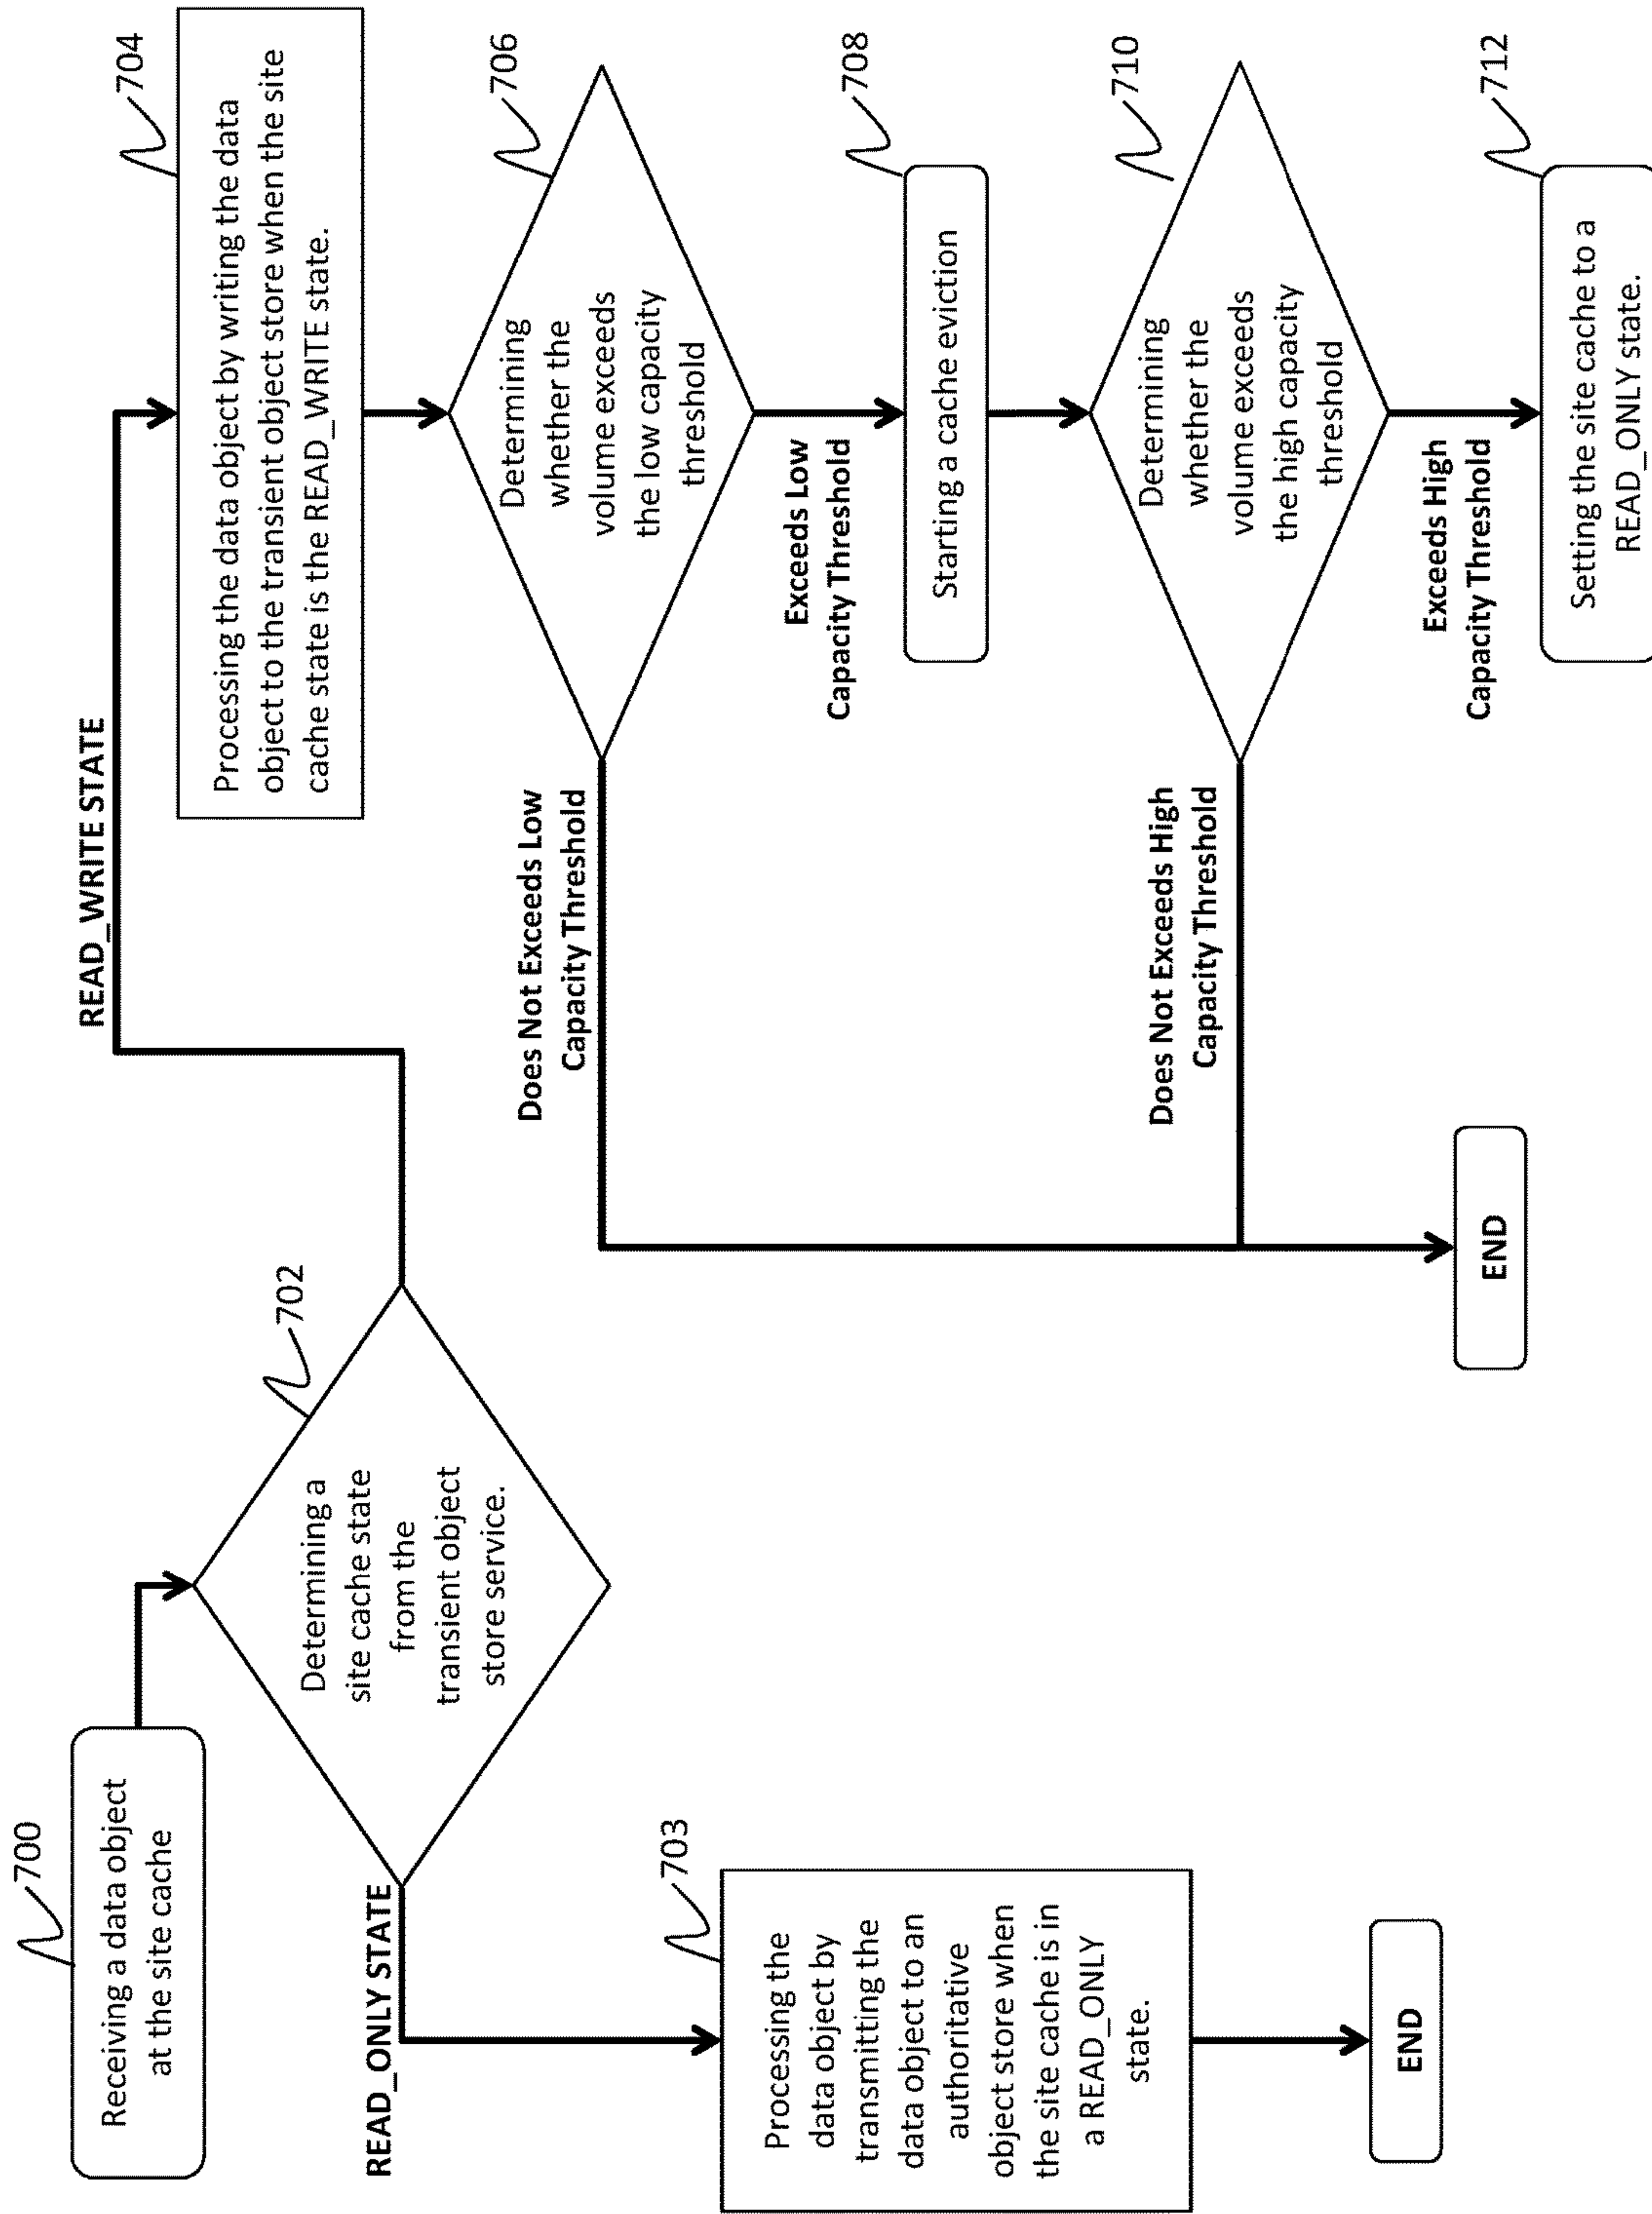 700
Receiving a data object
at the site cache
702
Determining a
site cache state
from the
transient object
store service.
READ_ONLY STATE
703
Processing the
data object by
transmitting the
data object to an
authoritative
object store when
the site cache is in
a READ_ONLY
state.
END
READ_WRITE STATE
704
Processing the data object by writing the data
object to the transient object store when the site
cache state is the READ_WRITE state.
706
Determining
whether the
volume exceeds
the low capacity
threshold
Does Not Exceeds Low
Capacity Threshold
Exceeds Low
Capacity Threshold
708
Starting a cache eviction
710
Determining
whether the
volume exceeds
the high capacity
threshold
Does Not Exceeds High
Capacity Threshold
END
Exceeds High
Capacity Threshold
712
Setting the site cache to a
READ_ONLY state.